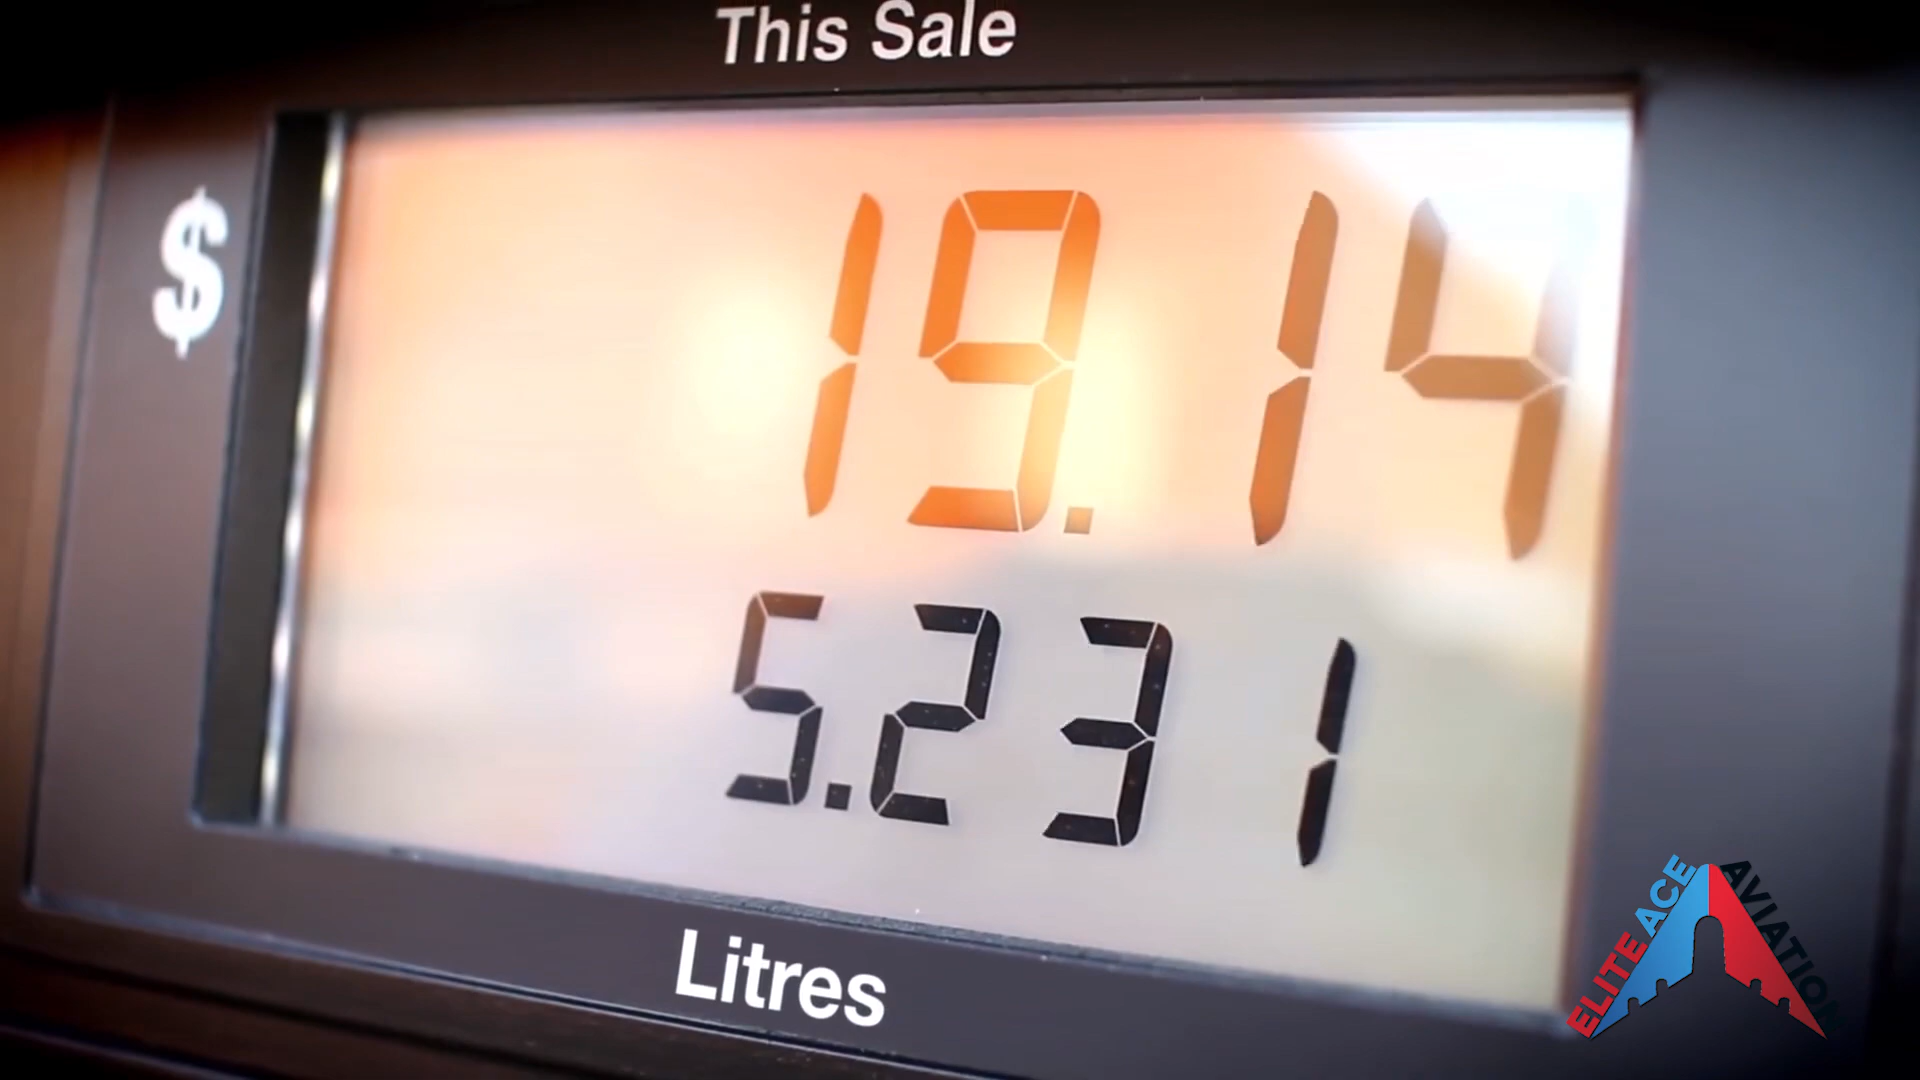 This Sale
$
19.14
5.231
Litres
ELITE ACE AVIATION